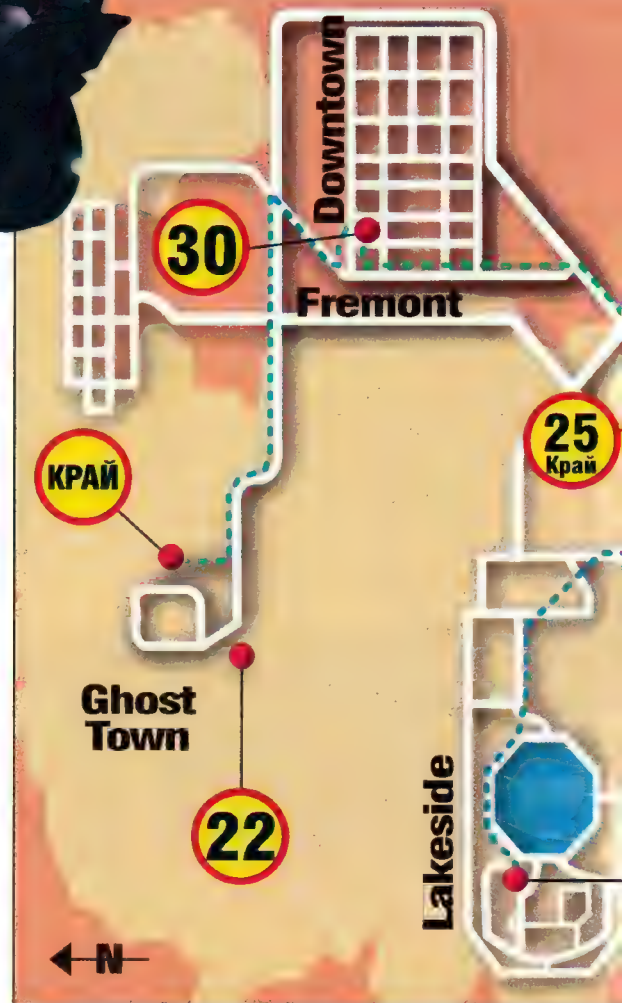 Downtown
30
Fremont
КРАЙ
25
Край
Ghost
Town
22
Lakeside
N